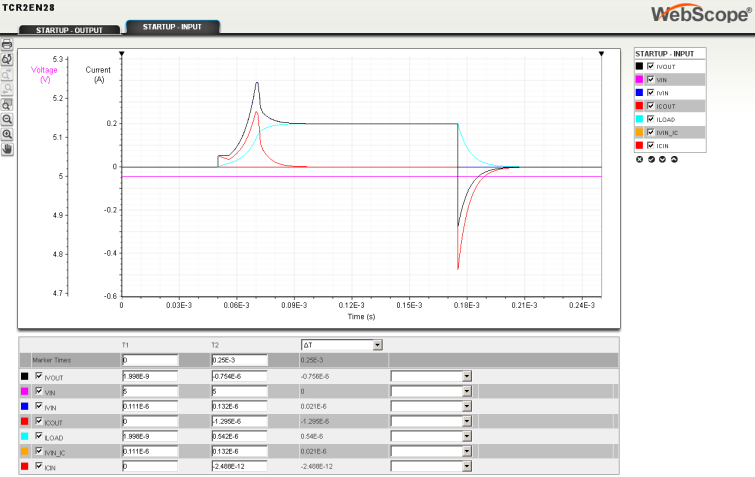 TCR2EN28
WebScope®
STARTUP - OUTPUT
STARTUP - INPUT
Voltage
(V)
Current
(A)
5.3
5.2
5.1
5
4.9
4.8
4.7
0.2
0
-0.2
-0.4
-0.6
0
0.03E-3
0.06E-3
0.09E-3
0.12E-3
0.15E-3
0.18E-3
0.21E-3
0.24E-3
Time (s)
STARTUP - INPUT
IVOUT
VIN
IVIN
ICOUT
ILOAD
IVIN_IC
ICIN
T1 T2 ΔT
Marker Times 0 0.25E-3 0.25E-3
IVOUT 1.998E-9 -0.754E-6 -0.756E-6
VIN 5 5 0
IVIN 0.111E-6 0.132E-6 0.021E-6
ICOUT 0 -1.295E-6 -1.295E-6
ILOAD 1.998E-9 0.542E-6 0.54E-6
IVIN_IC 0.111E-6 0.132E-6 0.021E-6
ICIN 0 -2.488E-12 -2.488E-12